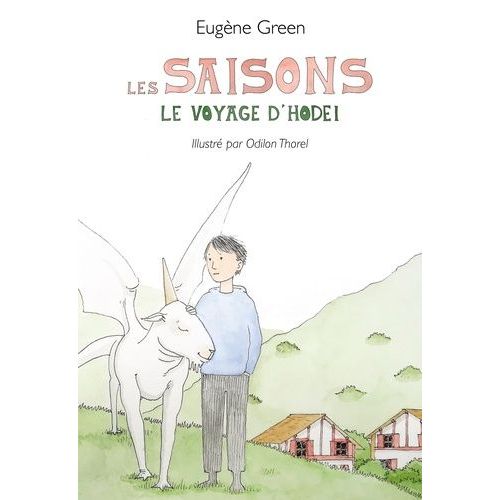 Eugène Green
LES SAISONS
LE VOYAGE D'HODEI
Illustré par Odilon Thorel